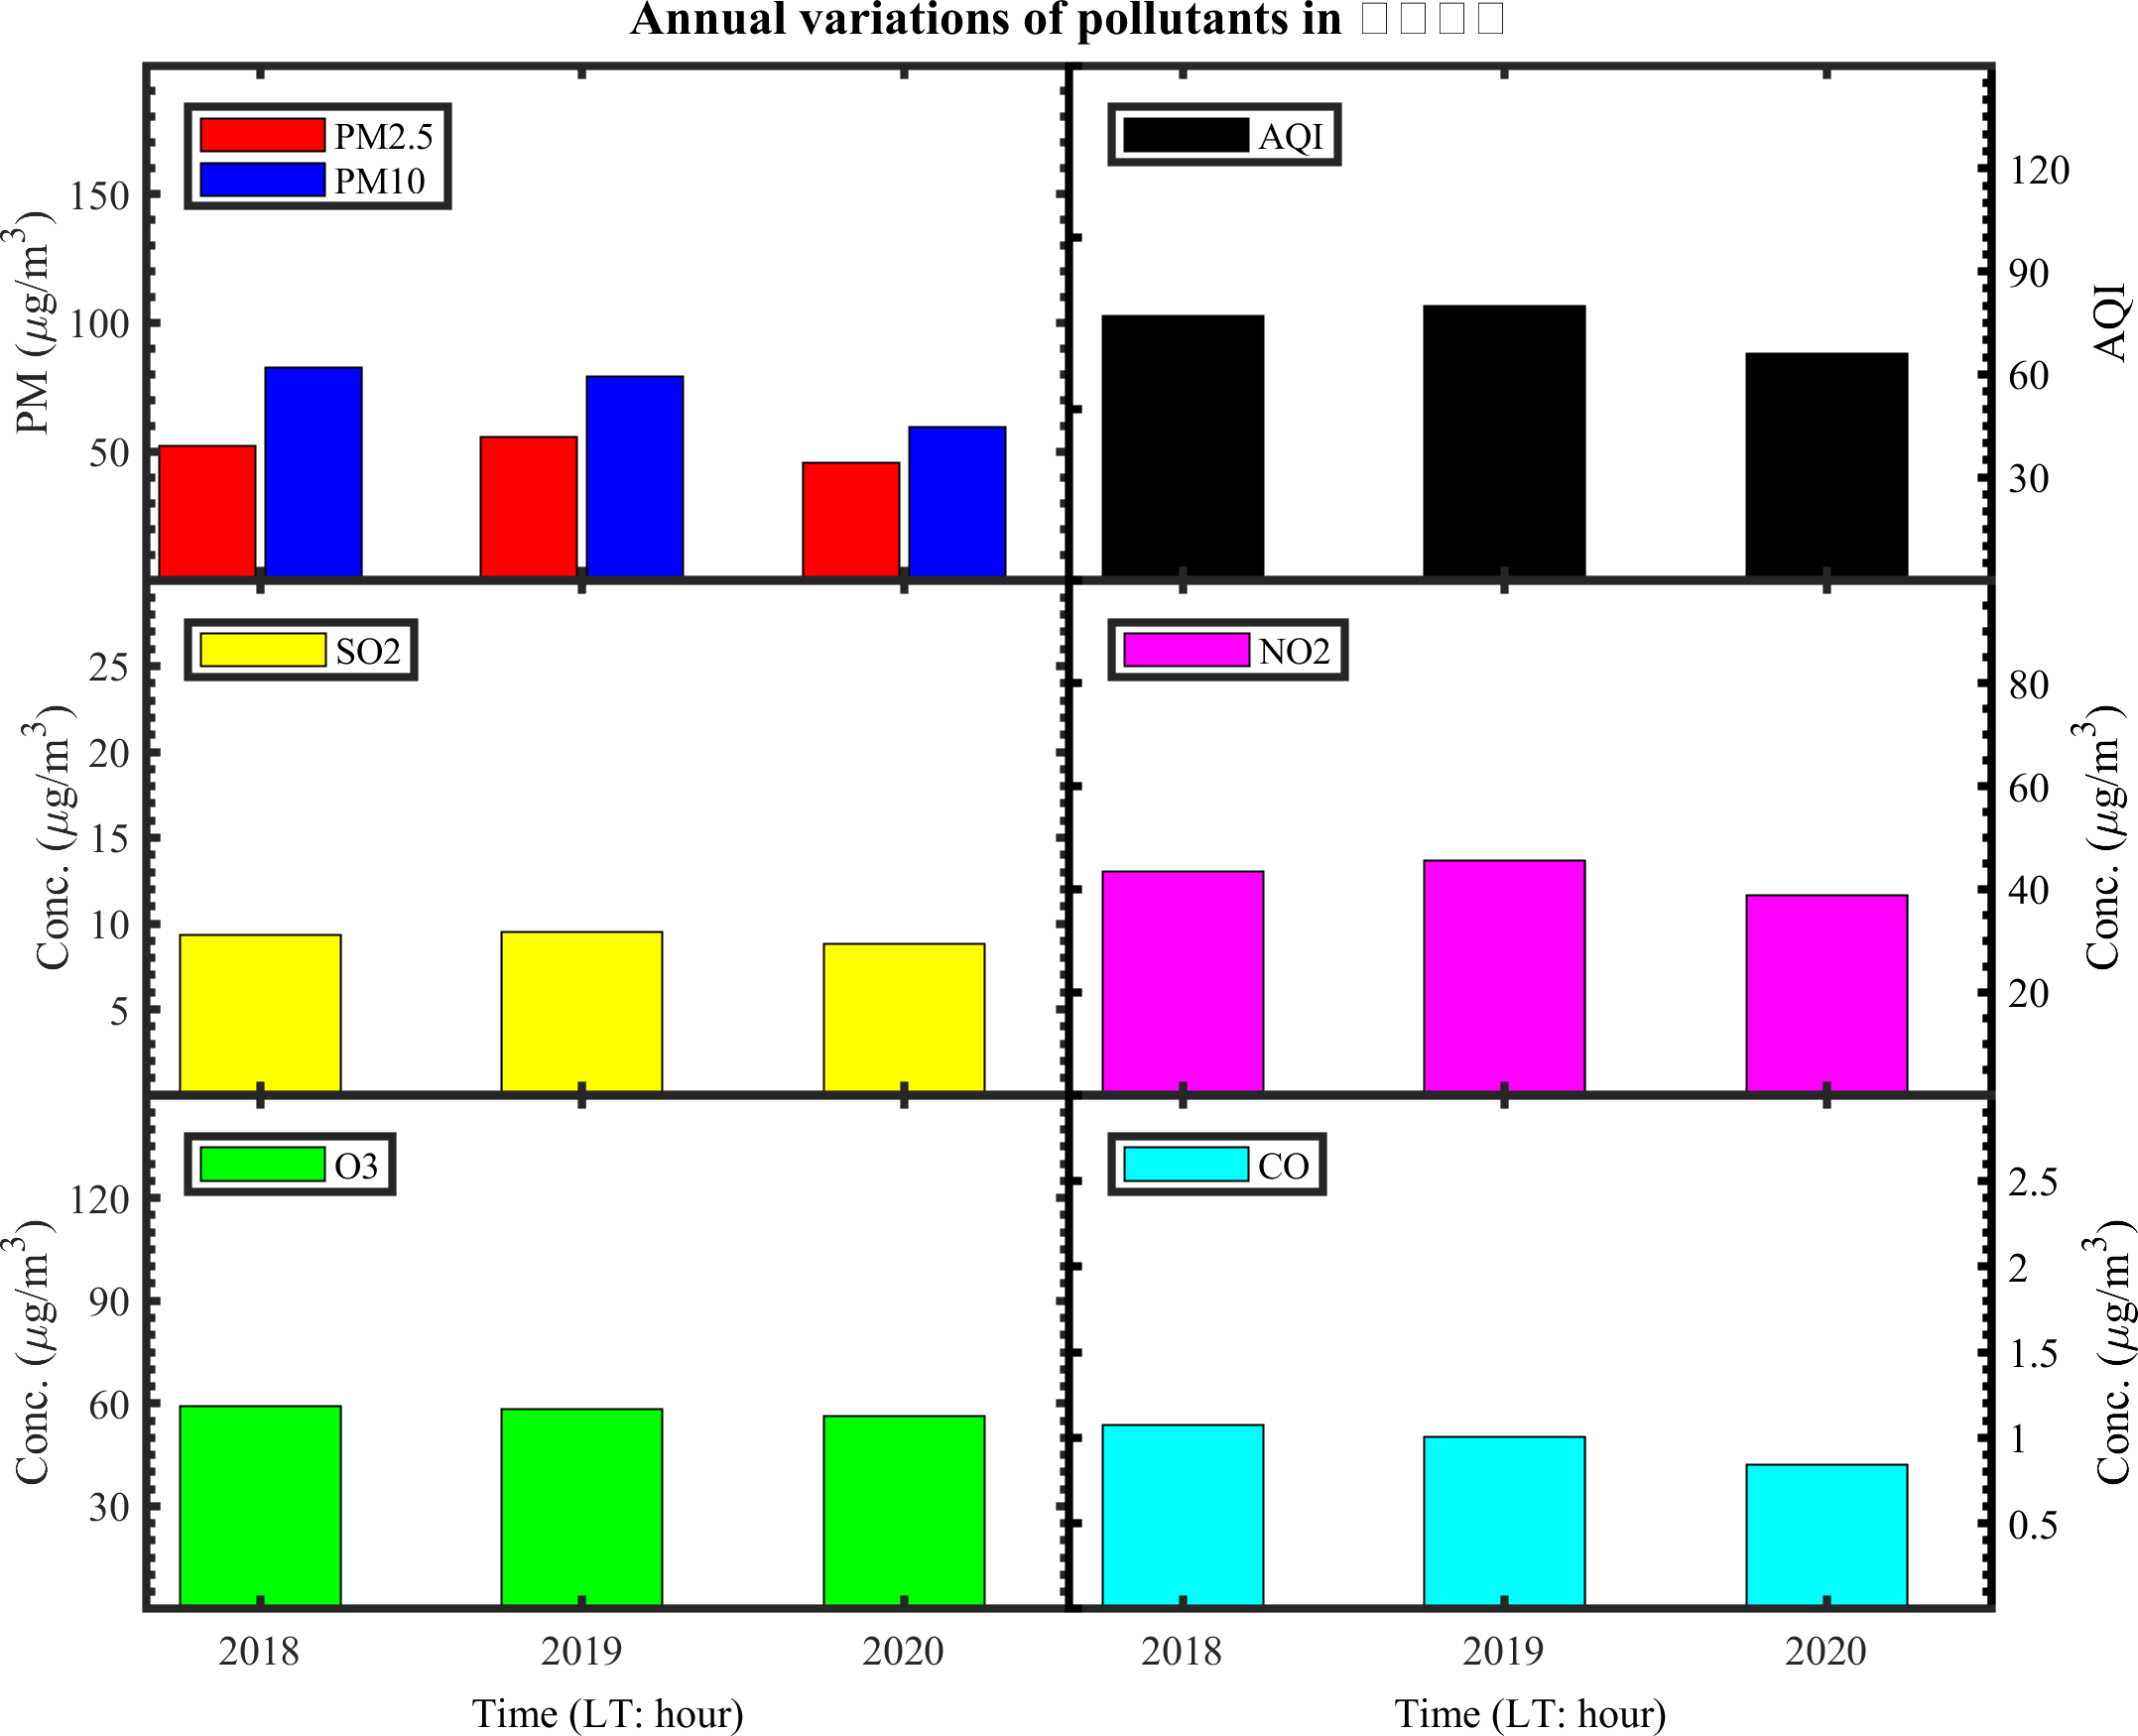 Annual variations of pollutants in □□□□
PM2.5
PM10
150
100
50
PM (μg/m³)
AQI
120
90
60
30
AQI
SO2
25
20
15
10
5
Conc. (μg/m³)
NO2
80
60
40
20
Conc. (μg/m³)
O3
120
90
60
30
Conc. (μg/m³)
CO
2.5
2
1.5
1
0.5
Conc. (μg/m³)
2018 2019 2020
2018 2019 2020
Time (LT: hour)
Time (LT: hour)